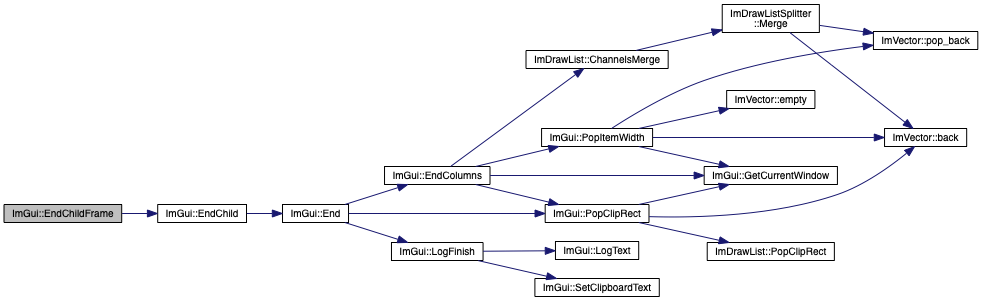 ImGui::EndChildFrame
ImGui::EndChild
ImGui::End
ImGui::EndColumns
ImGui::LogFinish
ImDrawList::ChannelsMerge
ImGui::PopItemWidth
ImGui::PopClipRect
ImGui::LogText
ImGui::SetClipboardText
ImDrawListSplitter
::Merge
ImVector::empty
ImGui::GetCurrentWindow
ImDrawList::PopClipRect
ImVector::pop_back
ImVector::back